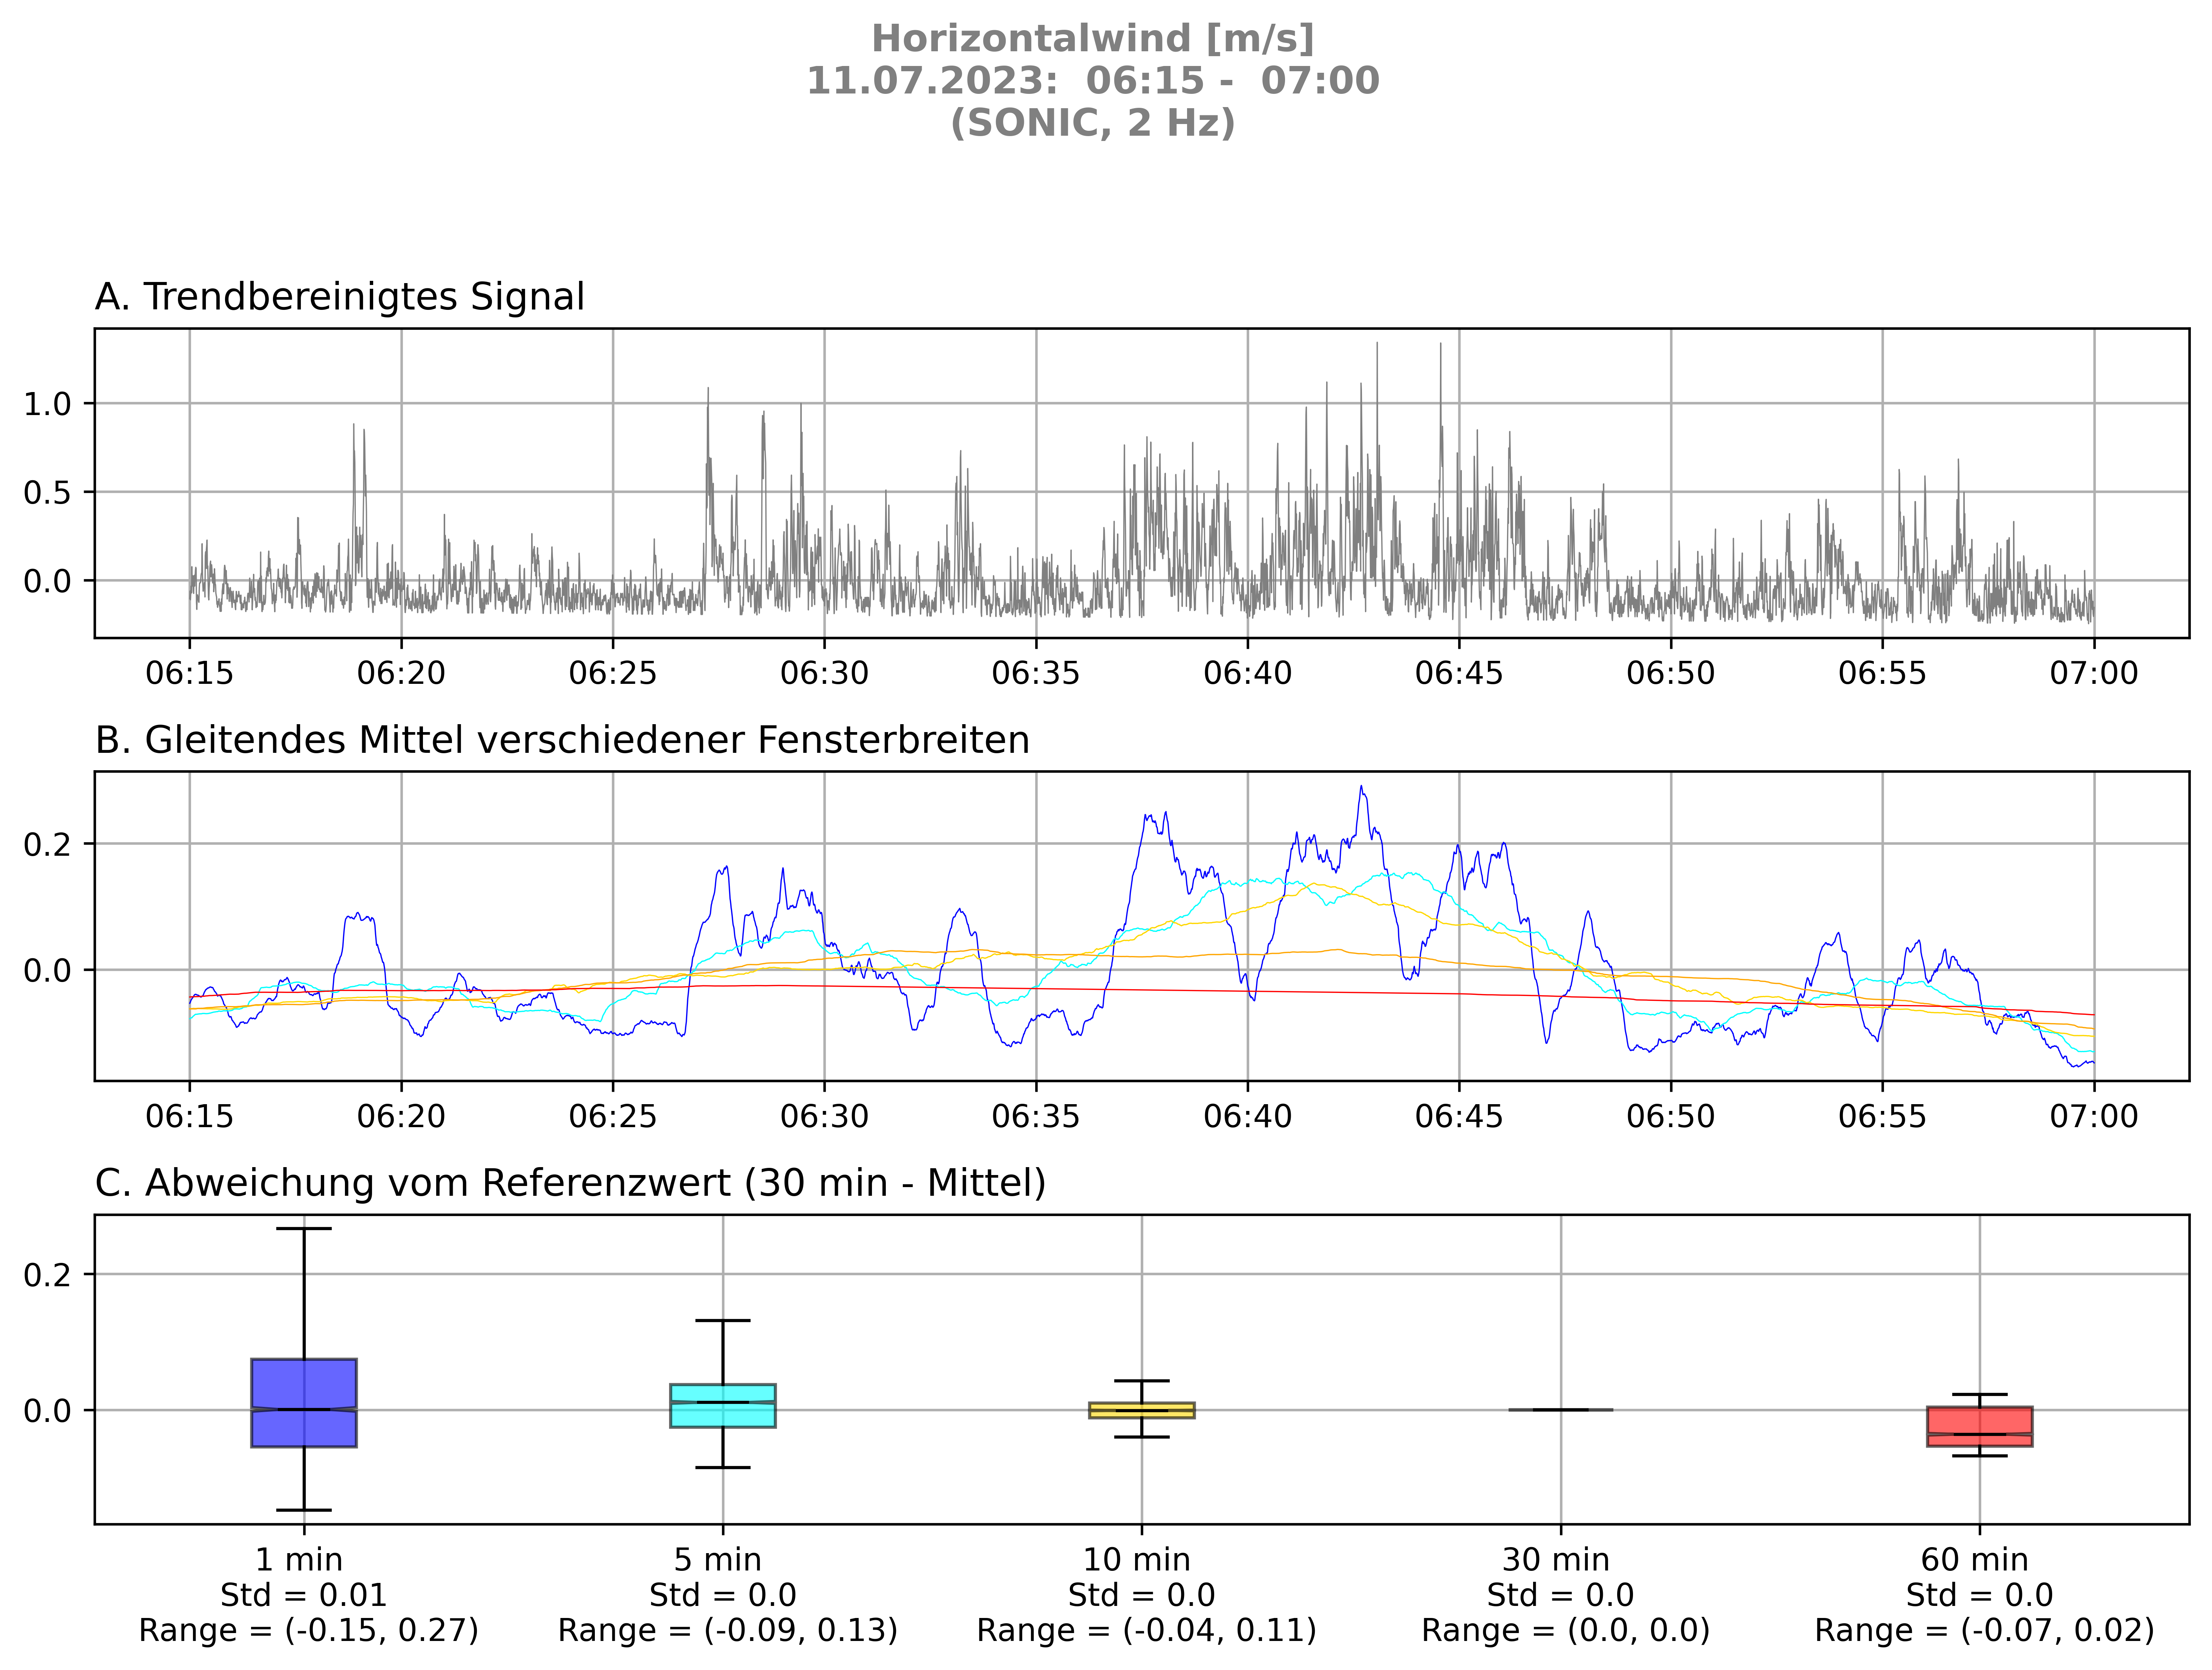 Horizontalwind [m/s]
11.07.2023:  06:15 -  07:00
(SONIC, 2 Hz)
A. Trendbereinigtes Signal
1.0
0.5
0.0
06:15 06:20 06:25 06:30 06:35 06:40 06:45 06:50 06:55 07:00
B. Gleitendes Mittel verschiedener Fensterbreiten
0.2
0.0
06:15 06:20 06:25 06:30 06:35 06:40 06:45 06:50 06:55 07:00
C. Abweichung vom Referenzwert (30 min - Mittel)
0.2
0.0
1 min 5 min 10 min 30 min 60 min
Std = 0.01 Std = 0.0 Std = 0.0 Std = 0.0 Std = 0.0
Range = (-0.15, 0.27) Range = (-0.09, 0.13) Range = (-0.04, 0.11) Range = (0.0, 0.0) Range = (-0.07, 0.02)